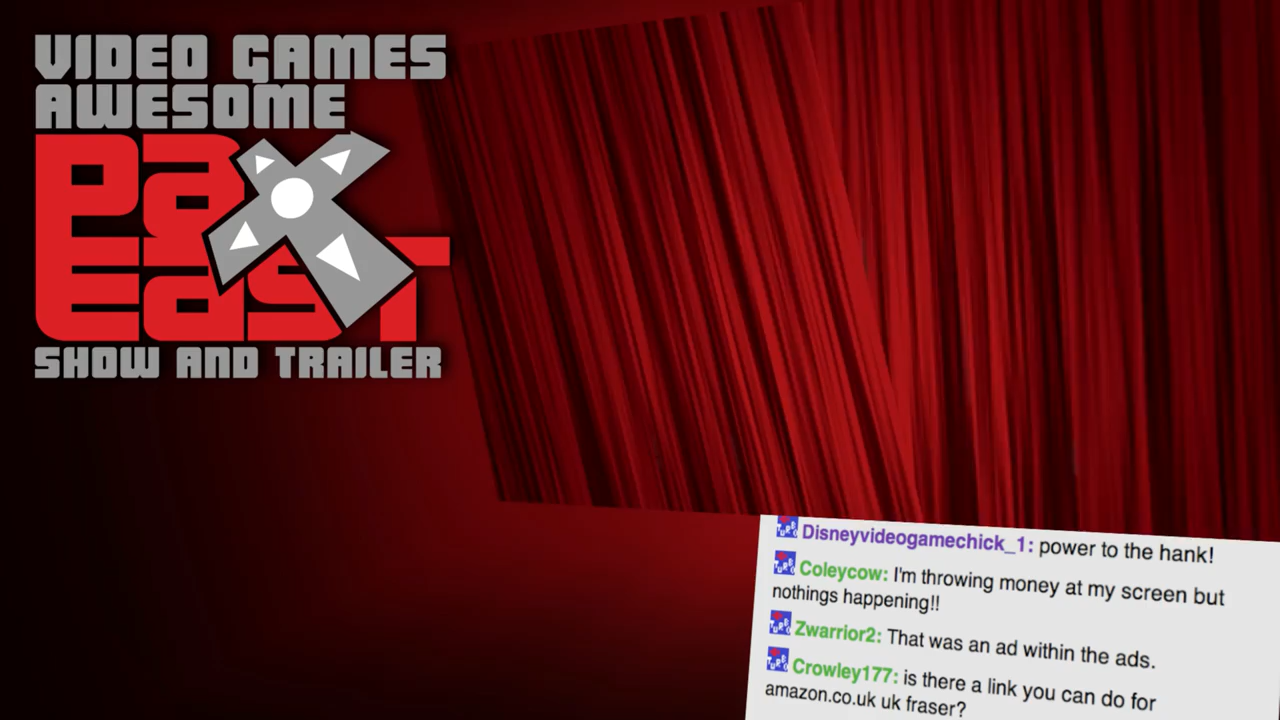 VIDEO GAMES
AWESOME
Pax
East
SHOW AND TRAILER
Disneyvideogamechick_1: power to the hank!
Coleycow: I'm throwing money at my screen but
nothings happening!!
Zwarrior2: That was an ad within the ads.
Crowley177: is there a link you can do for
amazon.co.uk uk fraser?